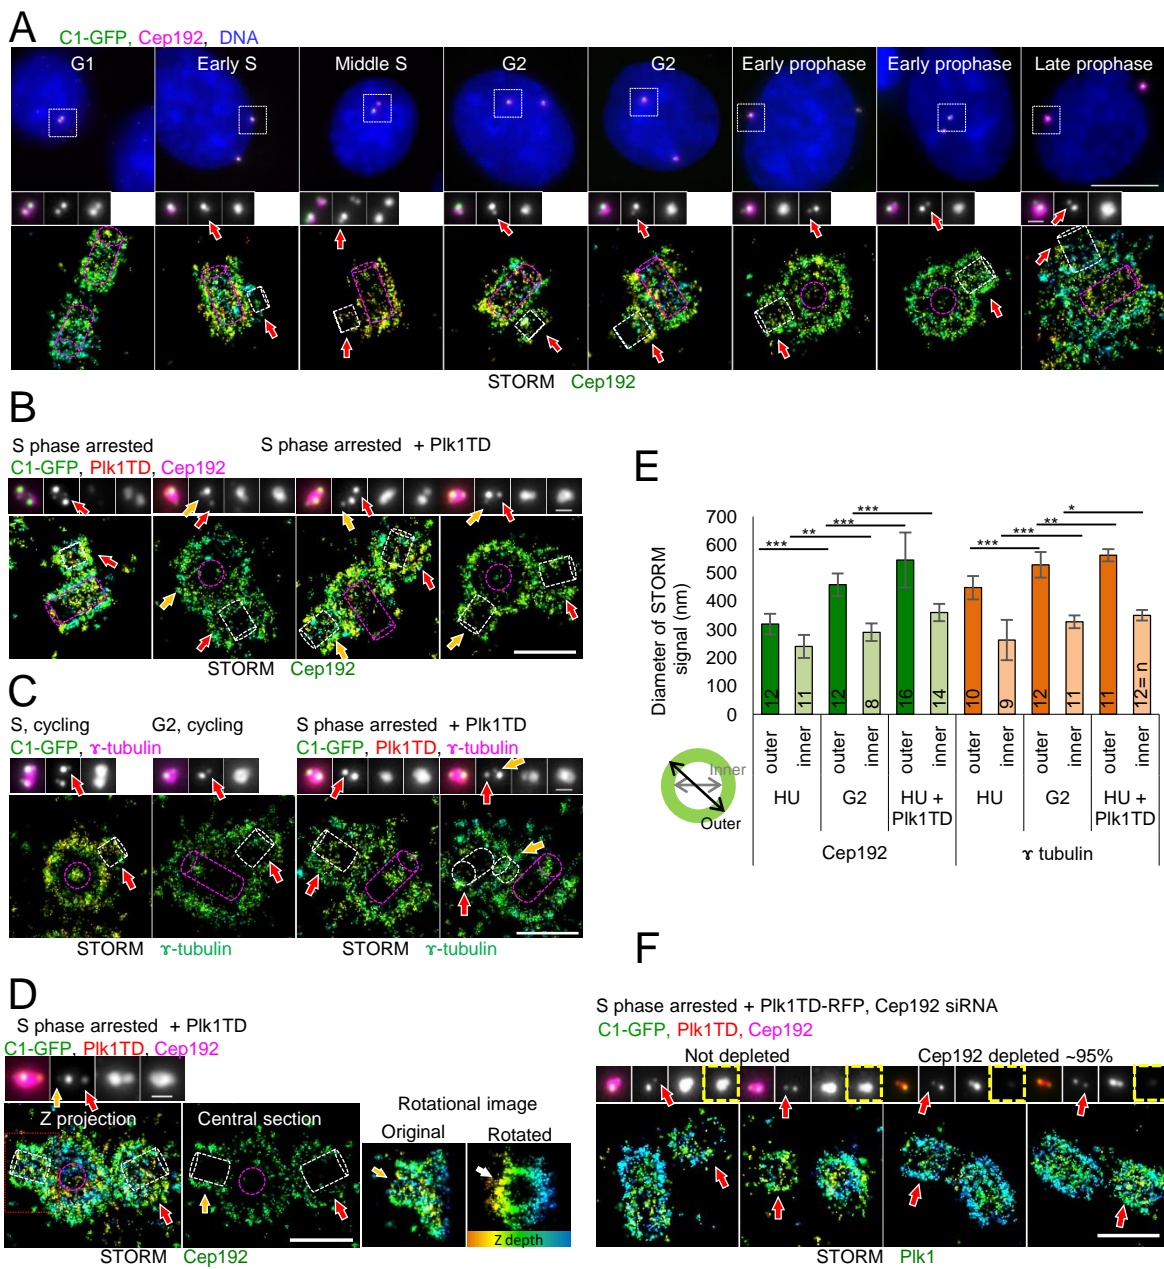 A
C1-GFP, Cep192, DNA
G1
Early S
Middle S
G2
G2
Early prophase
Early prophase
Late prophase
STORM Cep192
B
S phase arrested
S phase arrested + Plk1TD
C1-GFP, Plk1TD, Cep192
STORM Cep192
C
S, cycling
G2, cycling
S phase arrested + Plk1TD
C1-GFP, ɤ-tubulin
C1-GFP, Plk1TD, ɤ-tubulin
STORM ɤ-tubulin
STORM ɤ-tubulin
D
S phase arrested + Plk1TD
C1-GFP, Plk1TD, Cep192
Z projection
Central section
Rotational image
Original
Rotated
Z depth
STORM Cep192
E
Diameter of STORM
signal (nm)
700
600
500
400
300
200
100
0
***
**
***
***
***
***
**
*
12
11
12
8
16
14
10
9
12
11
11
12= n
outer
inner
outer
inner
outer
inner
outer
inner
outer
inner
outer
inner
HU
G2
HU +
Plk1TD
HU
G2
HU +
Plk1TD
Cep192
ɤ tubulin
Inner
Outer
F
S phase arrested + Plk1TD-RFP, Cep192 siRNA
C1-GFP, Plk1TD, Cep192
Not depleted
Cep192 depleted ~95%
STORM Plk1